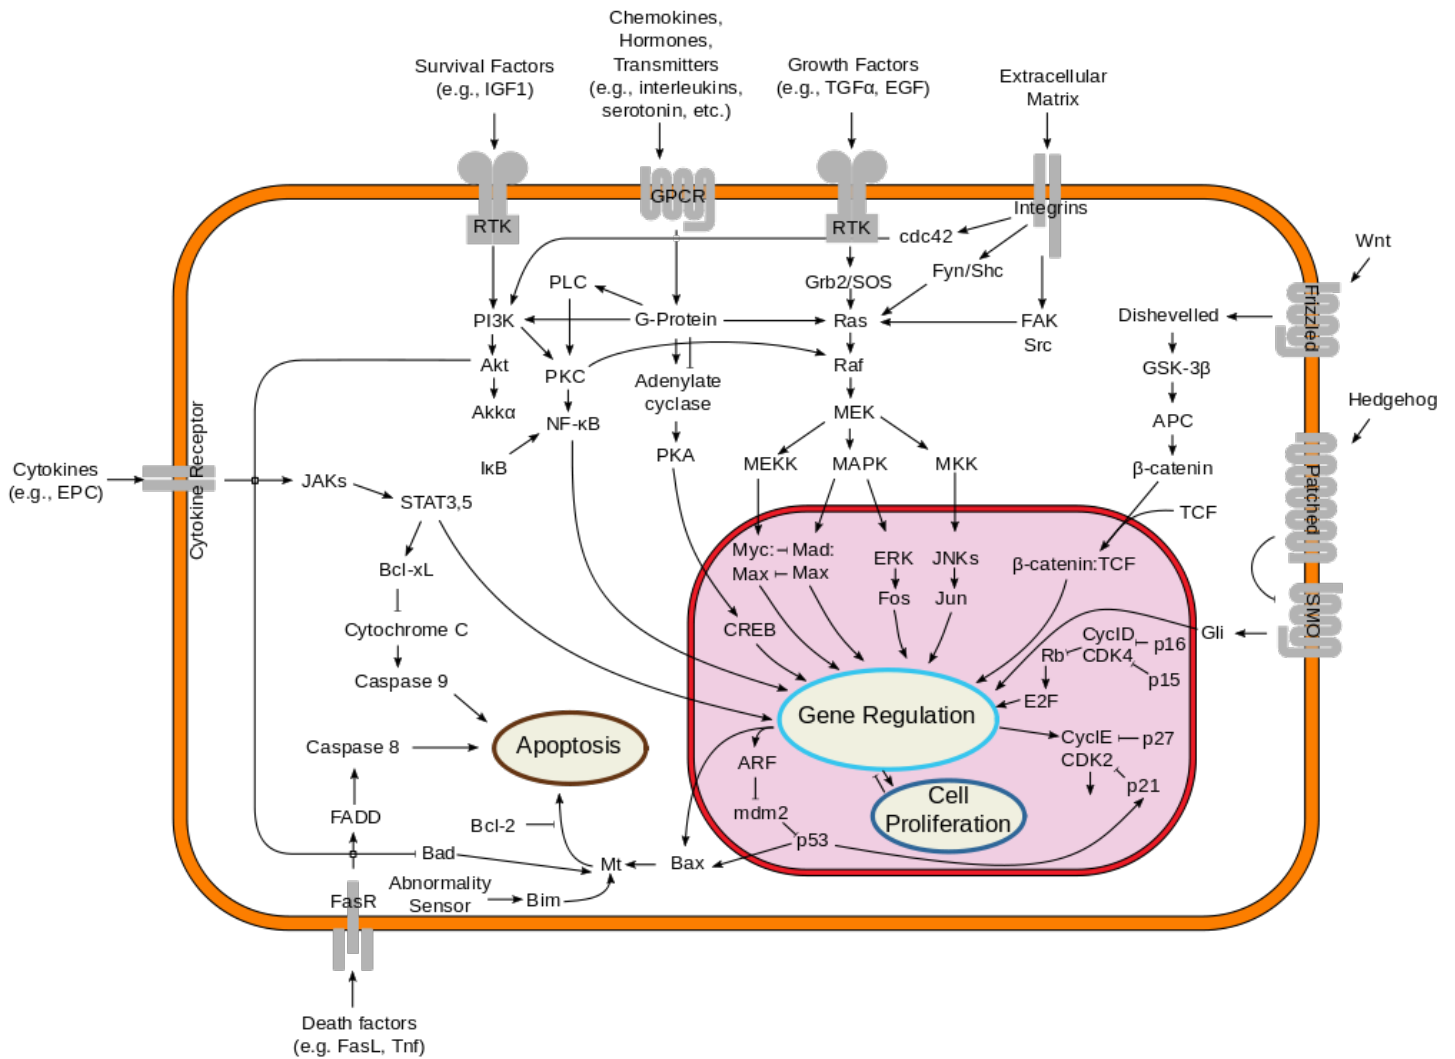 Chemokines,
Hormones,
Transmitters
(e.g., interleukins,
serotonin, etc.)
Survival Factors
(e.g., IGF1)
Growth Factors
(e.g., TGFα, EGF)
Extracellular
Matrix
RTK
GPCR
RTK
Integrins
cdc42
Fyn/Shc
Wnt
Frizzled
PLC
Grb2/SOS
PI3K
G-Protein
Ras
FAK
Src
Dishevelled
Akt
PKC
Adenylate
cyclase
Raf
GSK-3β
Akkα
NF-κB
MEK
APC
Hedgehog
Patched
IκB
PKA
MEKK
MAPK
MKK
β-catenin
TCF
Cytokines
(e.g., EPC)
Cytokine Receptor
JAKs
STAT3,5
Myc:
Mad:
Max
Max
ERK
JNKs
β-catenin:TCF
Bcl-xL
Fos
Jun
SMO
Cytochrome C
CREB
Gli
CycID
CDK4
p16
Rb
p15
Caspase 9
E2F
Gene Regulation
Caspase 8
Apoptosis
CyclE
CDK2
p27
ARF
p21
FADD
Bcl-2
mdm2
Cell
Proliferation
p53
Bad
Mt
Bax
Abnormality
Sensor
Bim
FasR
Death factors
(e.g. FasL, Tnf)